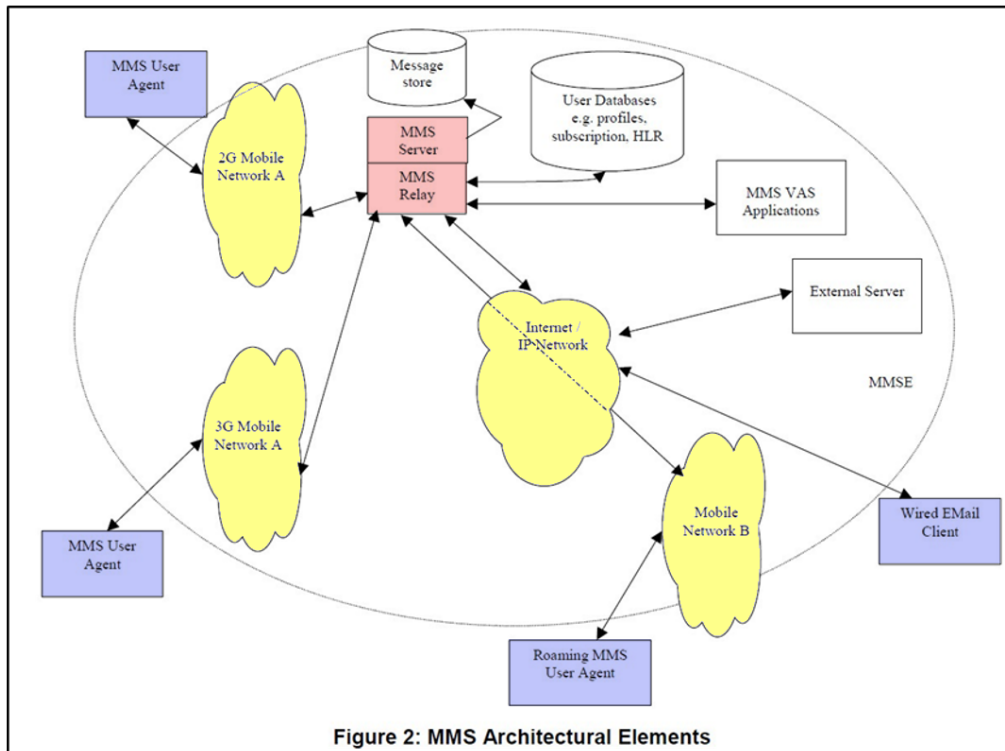 MMS User
Agent
Message
store
User Databases
e.g. profiles,
subscription, HLR
MMS
Server
2G Mobile
Network A
MMS
Relay
MMS VAS
Applications
External Server
Internet /
IP Network
MMSE
3G Mobile
Network A
Mobile
Network B
Wired EMail
Client
MMS User
Agent
Roaming MMS
User Agent
Figure 2: MMS Architectural Elements